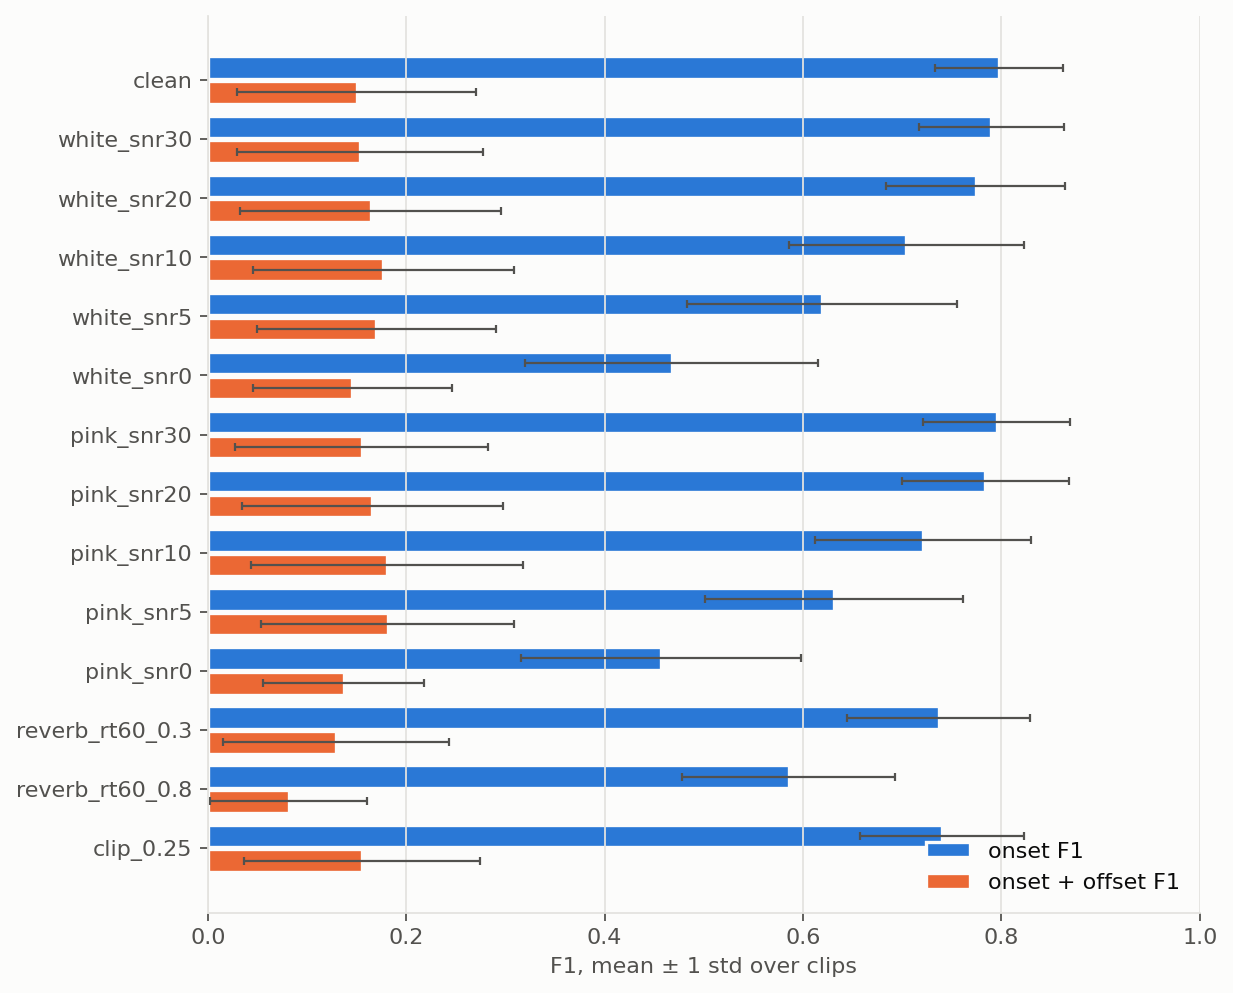 clean
white_snr30
white_snr20
white_snr10
white_snr5
white_snr0
pink_snr30
pink_snr20
pink_snr10
pink_snr5
pink_snr0
reverb_rt60_0.3
reverb_rt60_0.8
clip_0.25
onset F1
onset + offset F1
0.0 0.2 0.4 0.6 0.8 1.0
F1, mean ± 1 std over clips